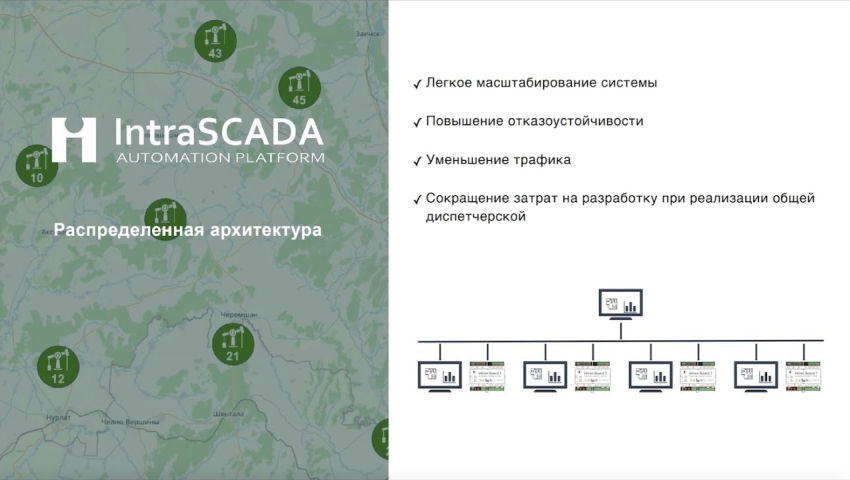 43
Заинск
45
IntraSCADA
AUTOMATION PLATFORM
10
Распределенная архитектура
Черемшан
21
12
Нурлат
Челно-Вершины
Шентала
✓ Легкое масштабирование системы
✓ Повышение отказоустойчивости
✓ Уменьшение трафика
✓ Сокращение затрат на разработку при реализации общей
диспетчерской